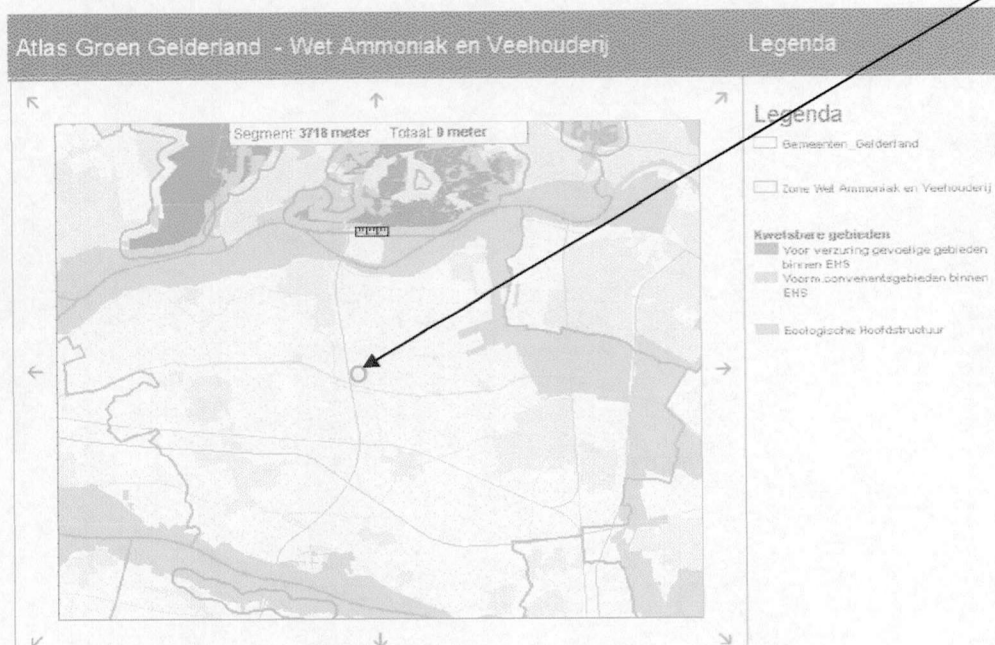 Atlas Groen Gelderland - Wet Ammoniak en Veehouderij
Legenda
Segment: 3718 meter Totaal: 0 meter
Legenda
Gemeenten_Gelderland
Zone Wet Ammoniak en Veehouderij
Kwetsbare gebieden
Voor verzuring gevoelige gebieden
binnen EHS
Voorm.convenantsgebieden binnen
EHS
Ecologische Hoofdstructuur